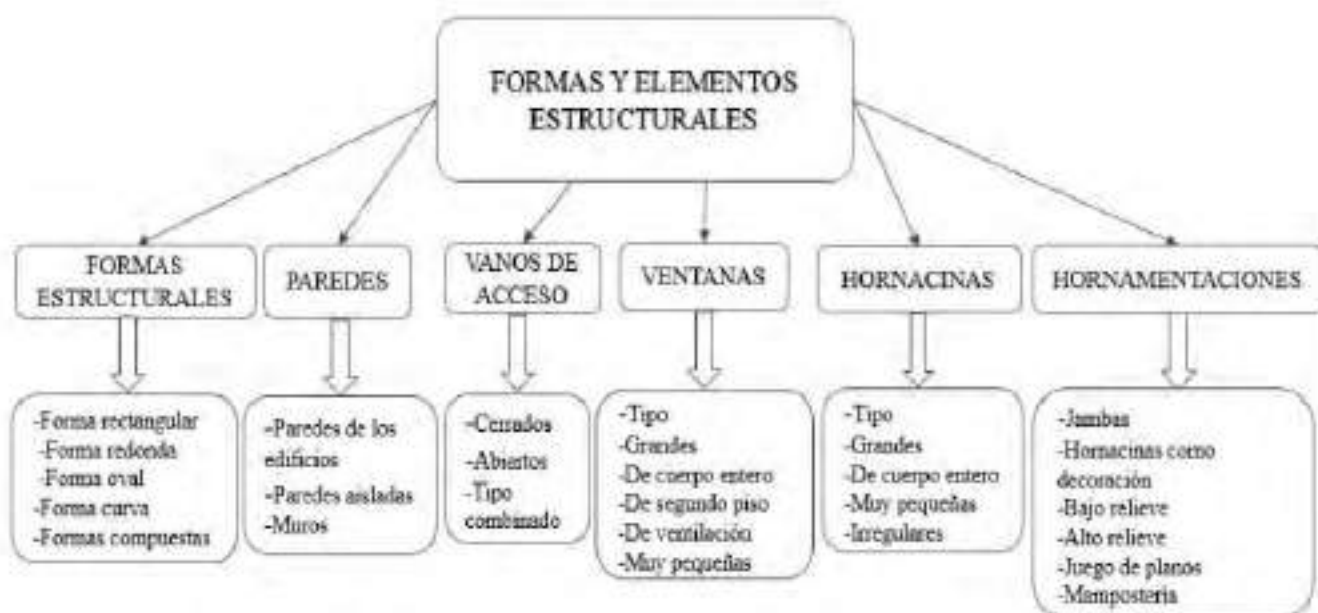 FORMAS Y ELEMENTOS
ESTRUCTURALES
FORMAS
ESTRUCTURALES
-Forma rectangular
-Forma redonda
-Forma oval
-Forma curva
-Formas compuestas
PAREDES
-Paredes de los
edificios
-Paredes aisladas
-Muros
VANOS DE
ACCESO
-Cerrados
-Abiertos
-Tipo
combinado
VENTANAS
-Tipo
-Grandes
-De cuerpo entero
-De segundo piso
-De ventilación
-Muy pequeñas
HORNACINAS
-Tipo
-Grandes
-De cuerpo entero
-Muy pequeñas
-Irregulares
HORNAMENTACIONES
-Jambas
-Hornacinas como
decoración
-Bajo relieve
-Alto relieve
-Juego de planos
-Mampostería